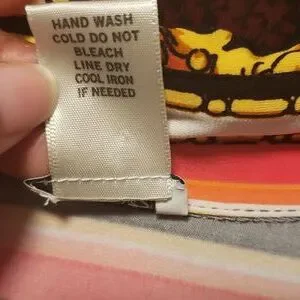 HAND WASH
COLD DO NOT
BLEACH
LINE DRY
COOL IRON
IF NEEDED